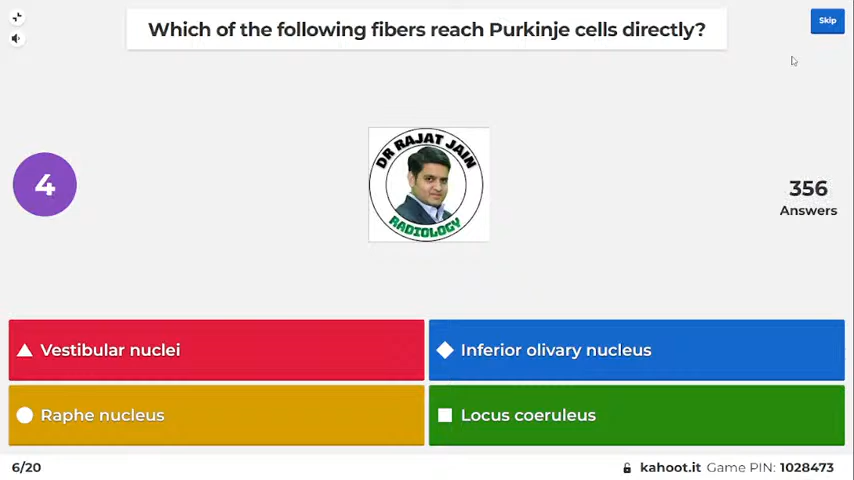 Which of the following fibers reach Purkinje cells directly?
Skip
4
DR RAJAT JAIN
RADIOLOGY
356
Answers
Vestibular nuclei
Inferior olivary nucleus
Raphe nucleus
Locus coeruleus
6/20
kahoot.it Game PIN: 1028473